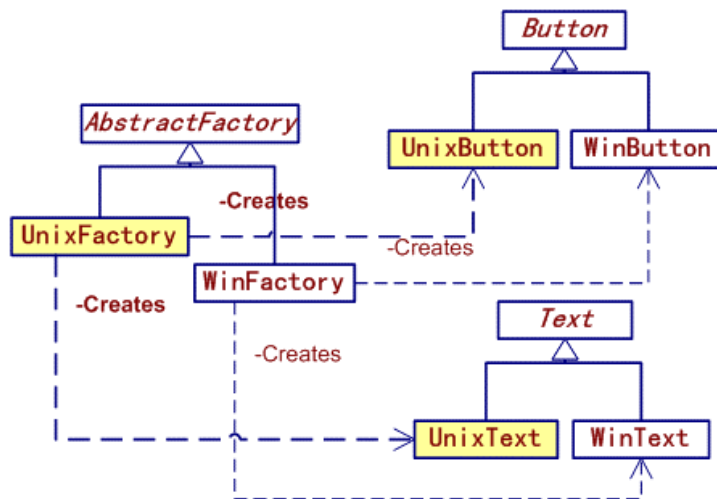 Button
AbstractFactory
UnixButton
WinButton
-Creates
UnixFactory
-Creates
WinFactory
-Creates
Text
-Creates
UnixText
WinText